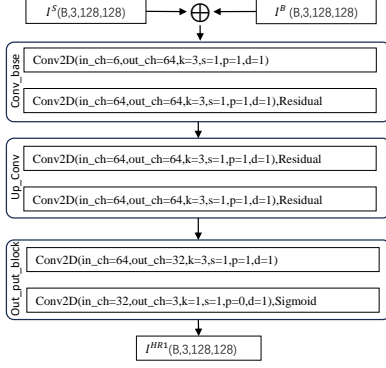 I^S(B,3,128,128)
I^B(B,3,128,128)
Conv_base
Conv2D(in_ch=6,out_ch=64,k=3,s=1,p=1,d=1)
Conv2D(in_ch=64,out_ch=64,k=3,s=1,p=1,d=1),Residual
Up_Conv
Conv2D(in_ch=64,out_ch=64,k=3,s=1,p=1,d=1),Residual
Conv2D(in_ch=64,out_ch=64,k=3,s=1,p=1,d=1),Residual
Out_put_block
Conv2D(in_ch=64,out_ch=32,k=3,s=1,p=1,d=1)
Conv2D(in_ch=32,out_ch=3,k=1,s=1,p=0,d=1),Sigmoid
I^{HR1}(B,3,128,128)